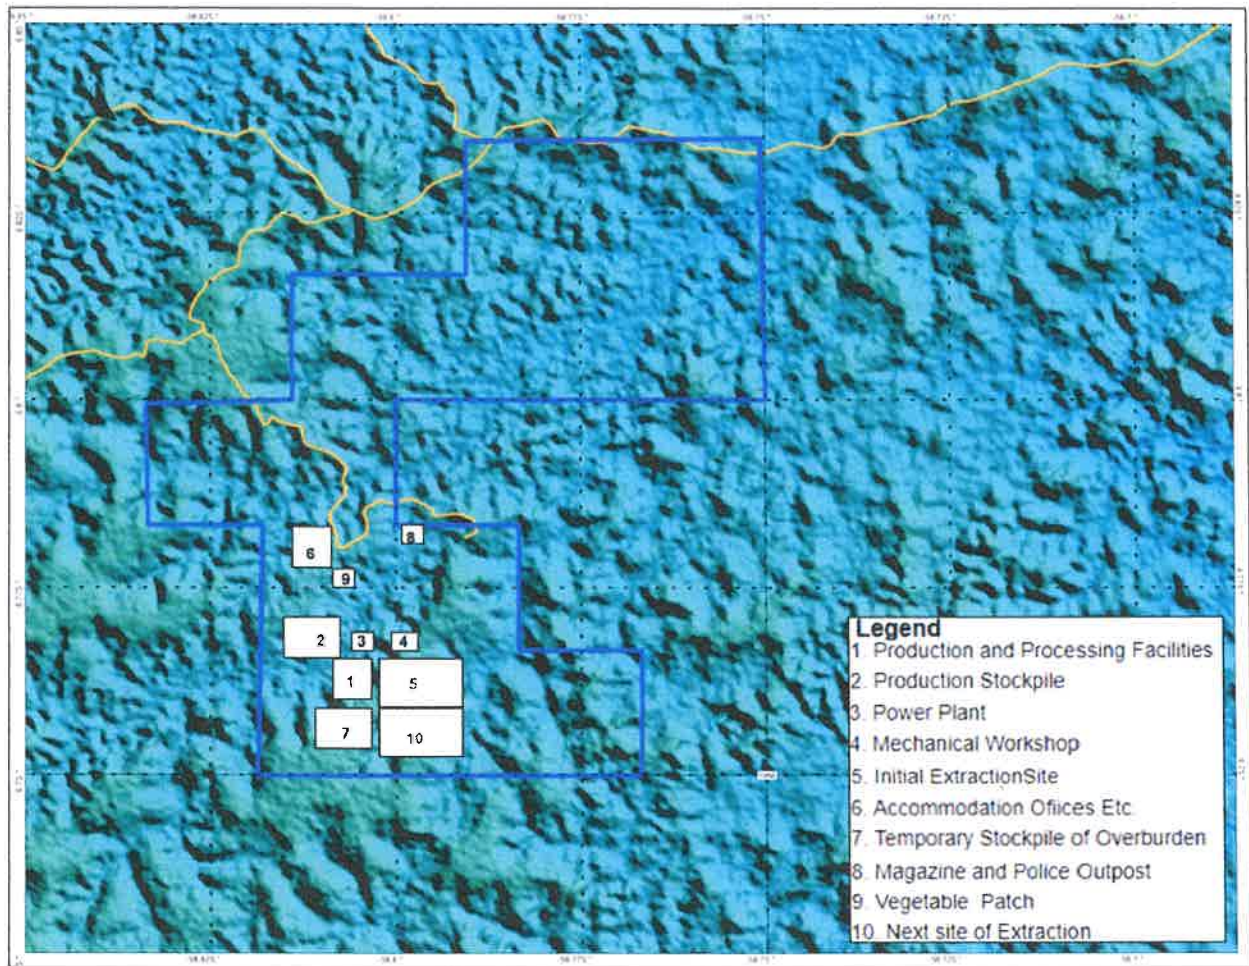 6
8
9
2
3
4
1
5
7
10
Legend
1. Production and Processing Facilities
2. Production Stockpile
3. Power Plant
4. Mechanical Workshop
5. Initial ExtractionSite
6. Accommodation Ofiices Etc.
7. Temporary Stockpile of Overburden
8. Magazine and Police Outpost
9. Vegetable Patch
10. Next site of Extraction